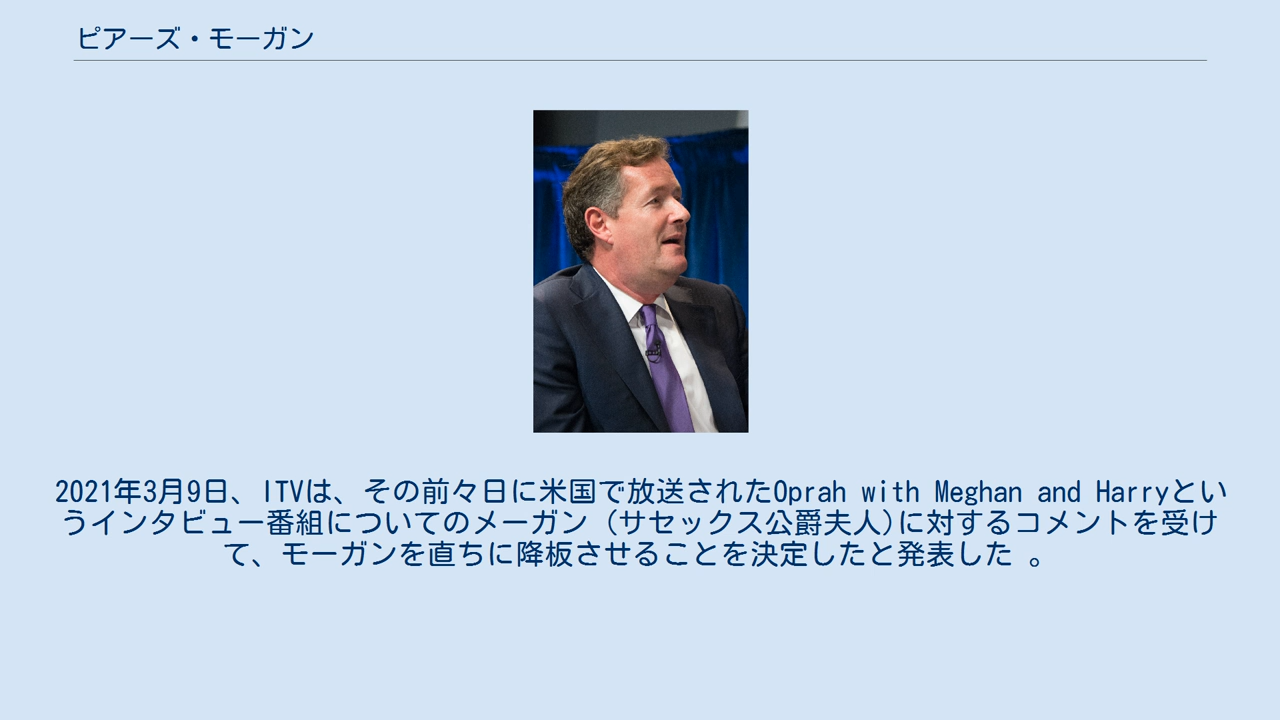 ピアーズ・モーガン
2021年3月9日、ITVは、その前々日に米国で放送されたOprah with Meghan and Harryとい
うインタビュー番組についてのメーガン (サセックス公爵夫人)に対するコメントを受け
て、モーガンを直ちに降板させることを決定したと発表した 。